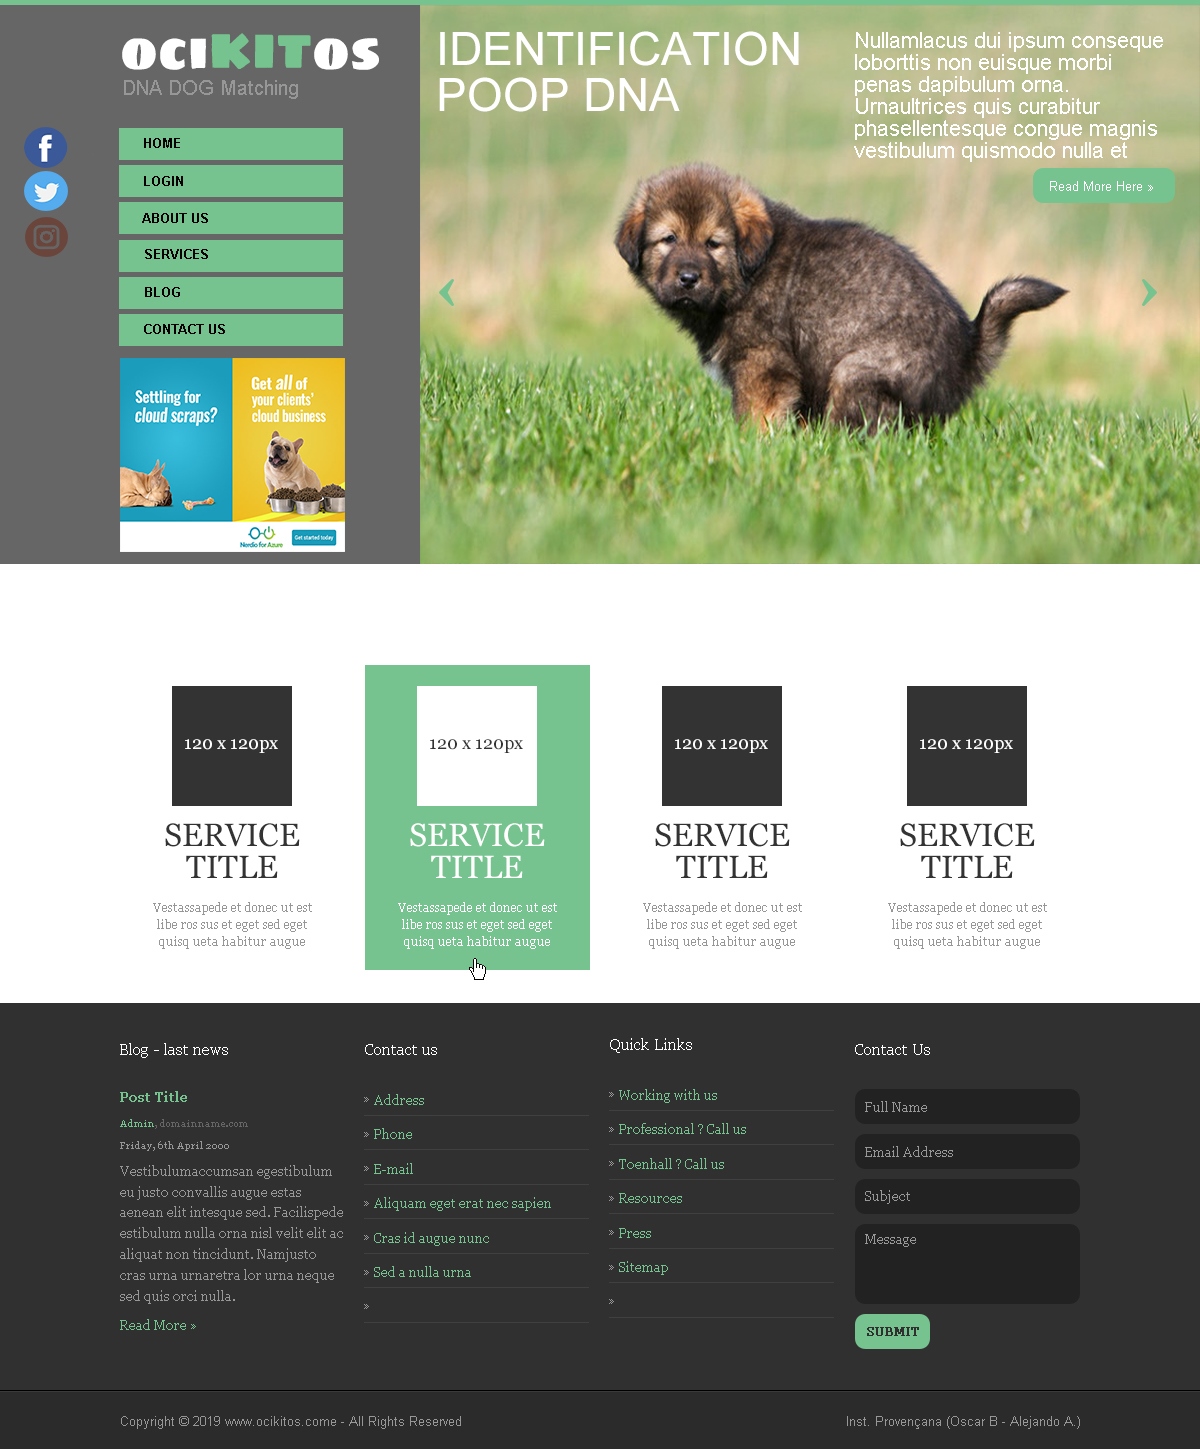 OCIKITOS
DNA DOG Matching
HOME
LOGIN
ABOUT US
SERVICES
BLOG
CONTACT US
Settling for
cloud scraps?
Get all of
your clients'
cloud business
Nerdio for Azure
Get started today
IDENTIFICATION
POOP DNA
Nullamlacus dui ipsum conseque
loborttis non euisque morbi
penas dapibulum orna.
Urnaultrices quis curabitur
phasellentesque congue magnis
vestibulum quismodo nulla et
Read More Here »
120 x 120px
SERVICE
TITLE
Vestassapede et donec ut est
libe ros sus et eget sed eget
quisq ueta habitur augue
120 x 120px
SERVICE
TITLE
Vestassapede et donec ut est
libe ros sus et eget sed eget
quisq ueta habitur augue
120 x 120px
SERVICE
TITLE
Vestassapede et donec ut est
libe ros sus et eget sed eget
quisq ueta habitur augue
120 x 120px
SERVICE
TITLE
Vestassapede et donec ut est
libe ros sus et eget sed eget
quisq ueta habitur augue
Blog - last news
Post Title
Admin, domainname.com
Friday, 6th April 2000
Vestibulumaccumsan egestibulum
eu justo convallis augue estas
aenean elit intesque sed. Facilispede
estibulum nulla orna nisl velit elit ac
aliquat non tincidunt. Namjusto
cras urna urnaretra lor urna neque
sed quis orci nulla.
Read More »
Contact us
» Address
» Phone
» E-mail
» Aliquam eget erat nec sapien
» Cras id augue nunc
» Sed a nulla urna
»
Quick Links
» Working with us
» Professional ? Call us
» Toenhall ? Call us
» Resources
» Press
» Sitemap
»
Contact Us
Full Name
Email Address
Subject
Message
SUBMIT
Copyright © 2019 www.ocikitos.come - All Rights Reserved
Inst. Provençana (Oscar B - Alejando A.)